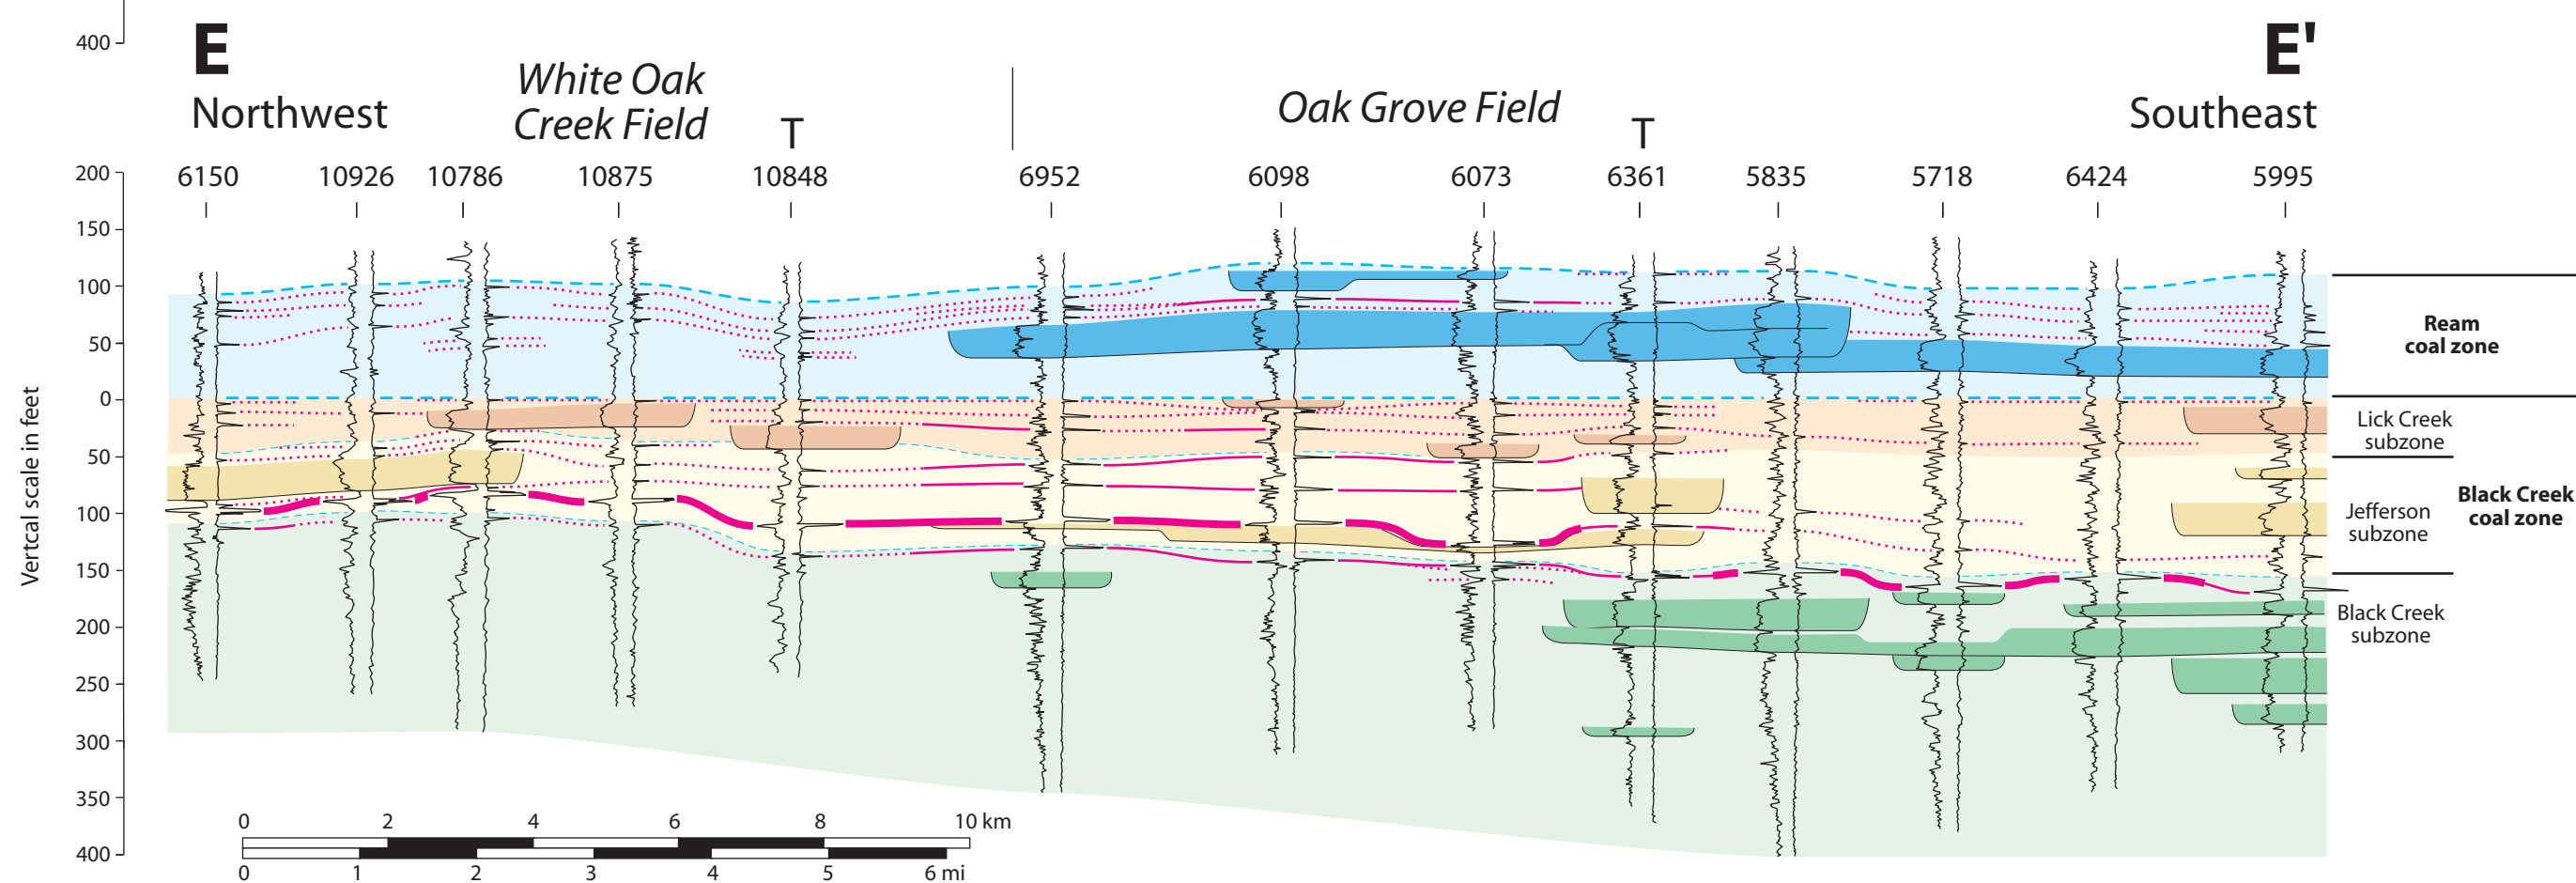 400
E
E'
Northwest
White Oak
Creek Field
T
Oak Grove Field
T
Southeast
200
6150
10926
10786
10875
10848
6952
6098
6073
6361
5835
5718
6424
5995
150
100
50
0
50
100
150
200
250
300
350
400
Vertcal scale in feet
Ream
coal zone
Lick Creek
subzone
Jefferson
subzone
Black Creek
coal zone
Black Creek
subzone
0 2 4 6 8 10 km
0 1 2 3 4 5 6 mi